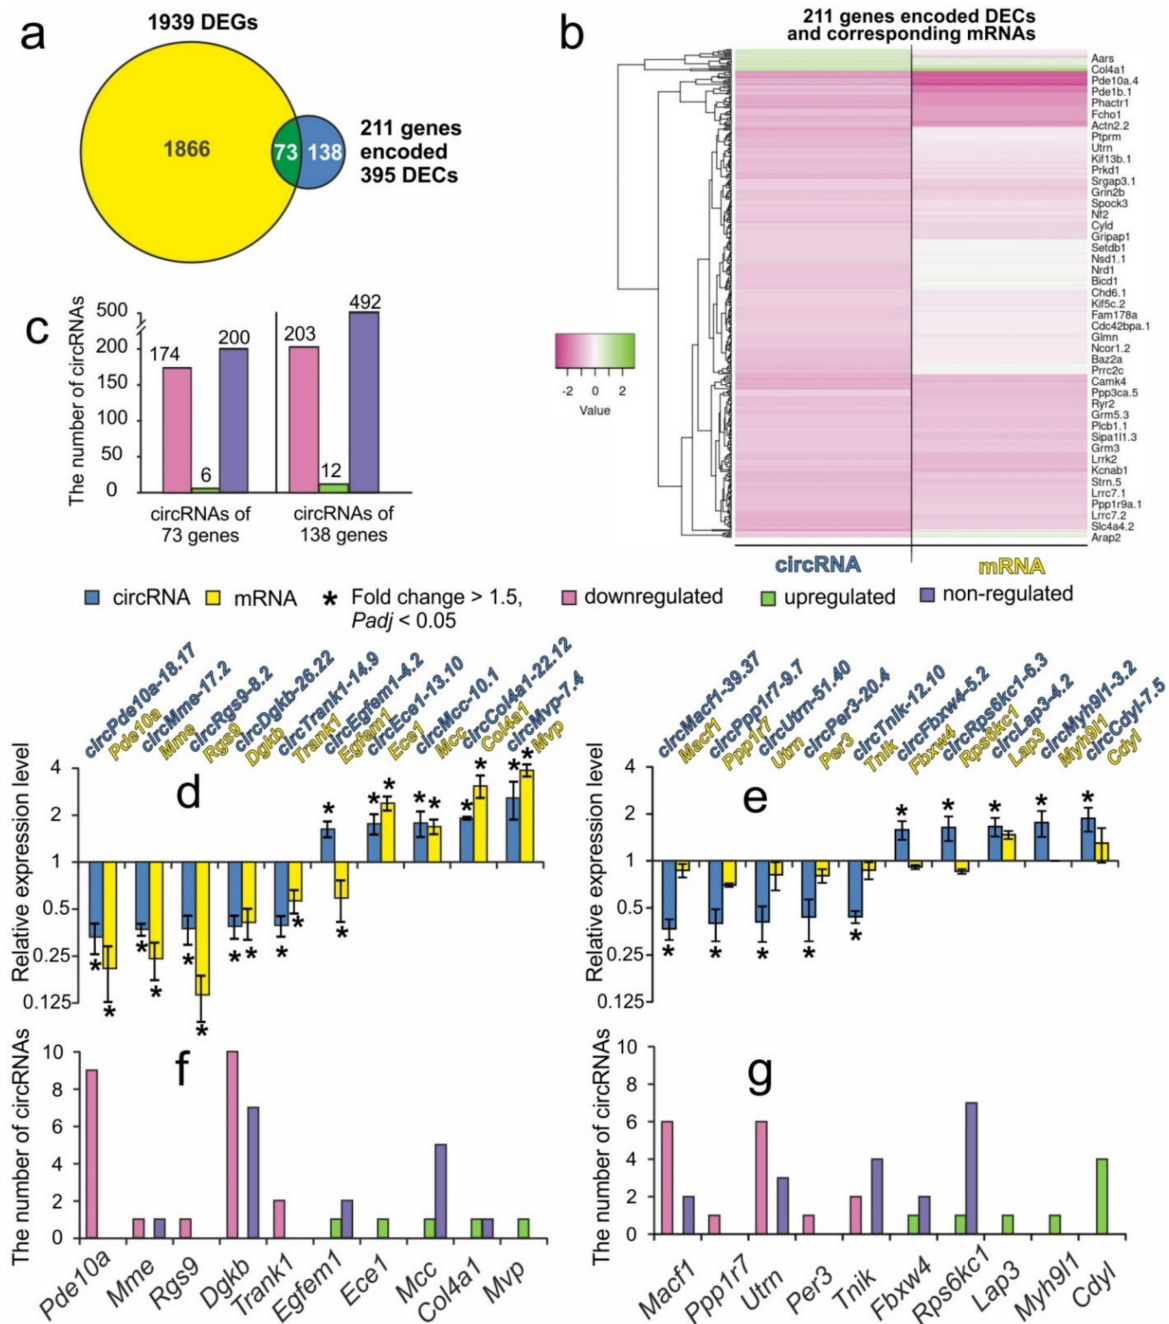 a
1939 DEGs
1866
73
138
211 genes
encoded
395 DECs
b
211 genes encoded DECs
and corresponding mRNAs
Aars
Col4a1
Pde10a.4
Pde1b.1
Phactr1
Fcho1
Actn2.2
Ptprm
Utrn
Kif13b.1
Prkd1
Srgap3.1
Grin2b
Spock3
Nf2
Cyld
Gripap1
Setdb1
Nsd1.1
Nrd1
Bicd1
Chd6.1
Kif5c.2
Fam178a
Cdc42bpa.1
Glmn
Ncor1.2
Baz2a
Prrc2c
Camk4
Ppp3ca.5
Ryr2
Grm5.3
Plcb1.1
Sipa1l1.3
Grm3
Lrrk2
Kcnab1
Strn.5
Lrrc7.1
Ppp1r9a.1
Lrrc7.2
Slc4a4.2
Arap2
-2 0 2
Value
circRNA
mRNA
c
The number of circRNAs
500
200
150
100
50
0
174
6
200
203
12
492
circRNAs of
73 genes
circRNAs of
138 genes
circRNA
mRNA
* Fold change > 1.5,
Padj < 0.05
downregulated
upregulated
non-regulated
circPde10a-18.17
Pde10a
circMme-17.2
Mme
circRgs9-8.2
Rgs9
circDgkb-26.22
Dgkb
circTrank1-14.9
Trank1
circEgfem1-4.2
Egfem1
circEce1-13.10
Ece1
circMcc-10.1
Mcc
circCol4a1-22.12
Col4a1
circMvp-7.4
Mvp
d
Relative expression level
4
2
1
0.5
0.25
0.125
* * * * * * * * * * * * * * * * * * * *
circMacf1-39.37
Macf1
circPpp1r7-9.7
Ppp1r7
circUtrn-51.40
Utrn
circPer3-20.4
Per3
circTnik-12.10
Tnik
circFbxw4-5.2
Fbxw4
circRps6kc1-6.3
Rps6kc1
circLap3-4.2
Lap3
circMyh9l1-3.2
Myh9l1
circCdyl-7.5
Cdyl
e
Relative expression level
4
2
1
0.5
0.25
0.125
* * * * * * * * * *
f
The number of circRNAs
10
8
6
4
2
0
Pde10a
Mme
Rgs9
Dgkb
Trank1
Egfem1
Ece1
Mcc
Col4a1
Mvp
g
The number of circRNAs
10
8
6
4
2
0
Macf1
Ppp1r7
Utrn
Per3
Tnik
Fbxw4
Rps6kc1
Lap3
Myh9l1
Cdyl